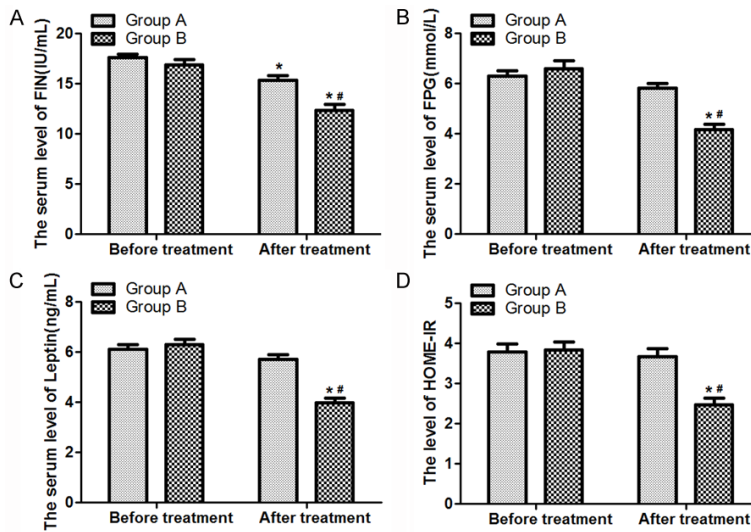 A
Group A
Group B
The serum level of FIN(IU/mL)
20
15
10
5
0
*
* #
Before treatment
After treatment
B
Group A
Group B
The serum level of FPG(mmol/L)
8
6
4
2
0
* #
Before treatment
After treatment
C
Group A
Group B
The serum level of Leptin(ng/mL)
8
6
4
2
0
* #
Before treatment
After treatment
D
Group A
Group B
The level of HOME-IR
5
4
3
2
1
0
* #
Before treatment
After treatment